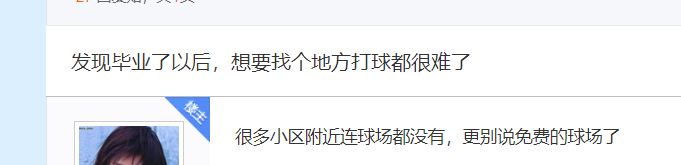 发现毕业了以后，想要找个地方打球都很难了
楼主
很多小区附近连球场都没有，更别说免费的球场了